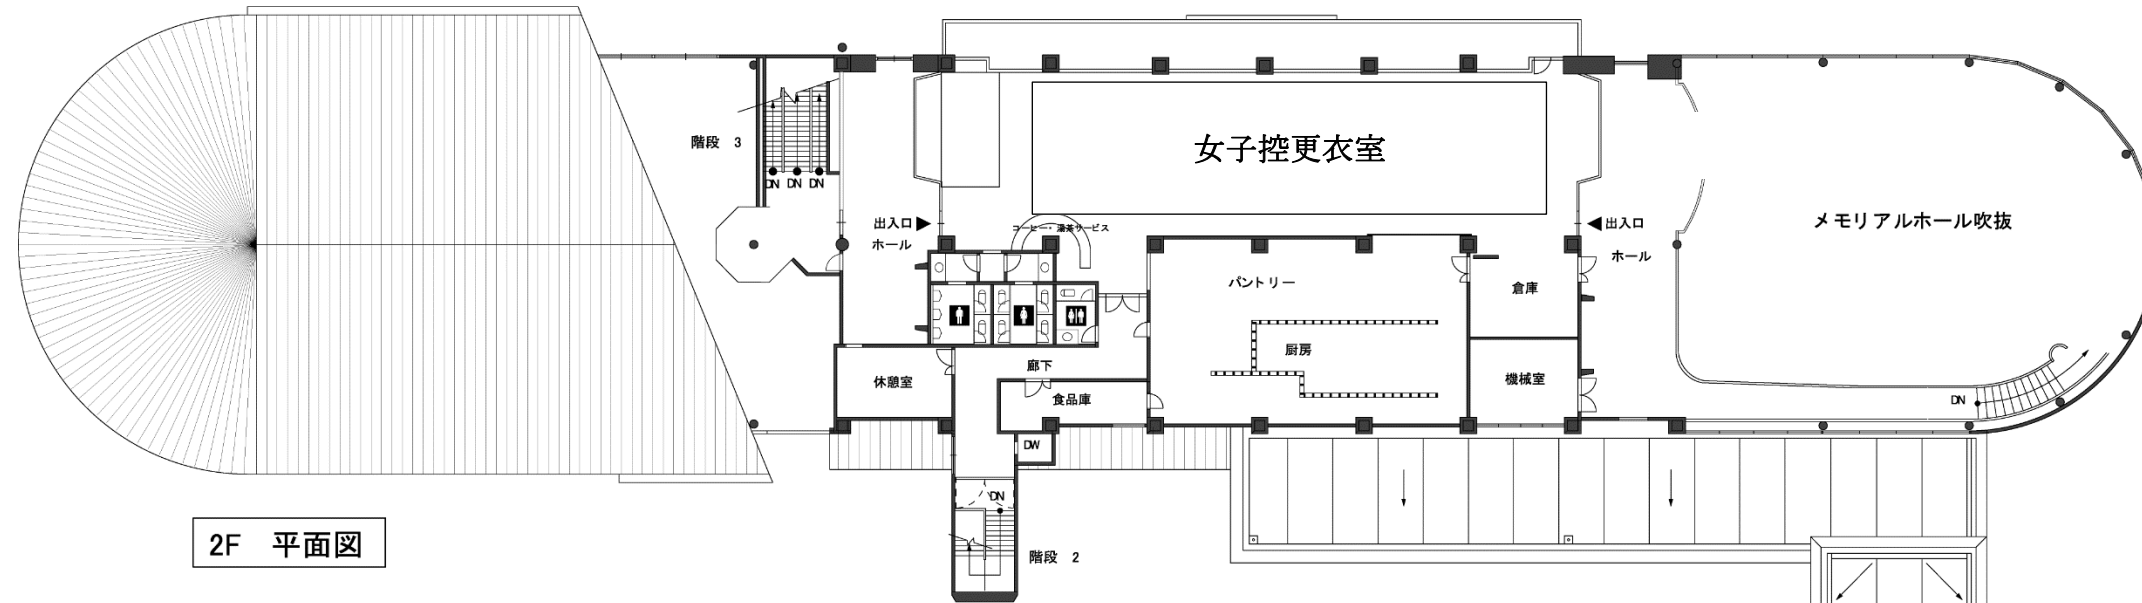 女子控更衣室
階段 3
DN DN DN
出入口
ホール
コーヒー・湯茶サービス
出入口
ホール
メモリアルホール吹抜
パントリー
倉庫
厨房
廊下
休憩室
食品庫
機械室
DN
DW
DN
階段 2
2F 平面図